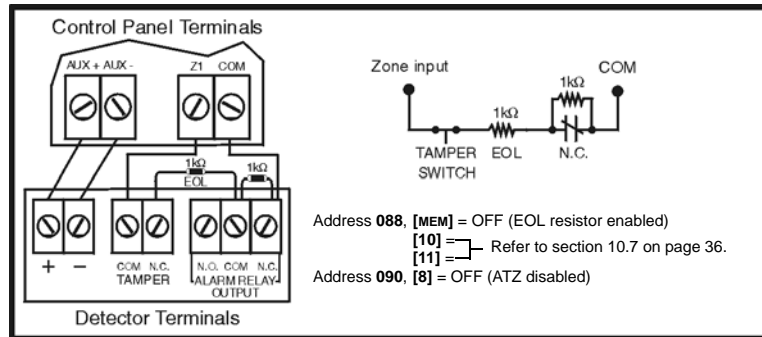 Control Panel Terminals
AUX + AUX - Z1 COM
1kΩ
EOL
1kΩ
+ −
COM N.C.
TAMPER
N.O. COM N.C.
ALARM RELAY
OUTPUT
Detector Terminals
Zone input COM
1kΩ
1kΩ
TAMPER
SWITCH
EOL
N.C.
Address 088, [MEM] = OFF (EOL resistor enabled)
[10] =
[11] =
Refer to section 10.7 on page 36.
Address 090, [8] = OFF (ATZ disabled)